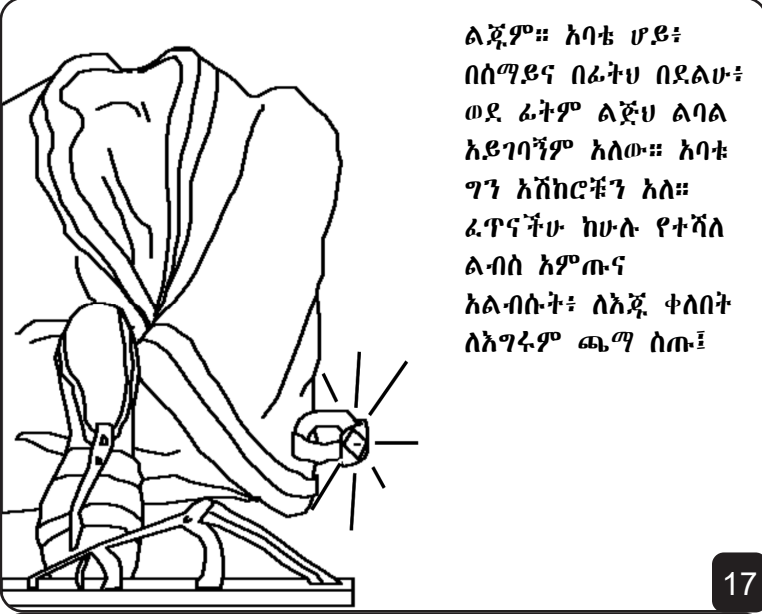 ልጁም። አባቴ ሆይ፥
በሰማይና በፊትህ በደልሁ፥
ወደ ፊትም ልጅህ ልባል
አይገባኝም አለው። አባቱ
ግን አሽከሮቹን አለ።
ፈጥናችሁ ከሁሉ የተሻለ
ልብስ አምጡና
አልብሱት፥ ለእጁ ቀለበት
ለእግሩም ጫማ ስጡ፤
17